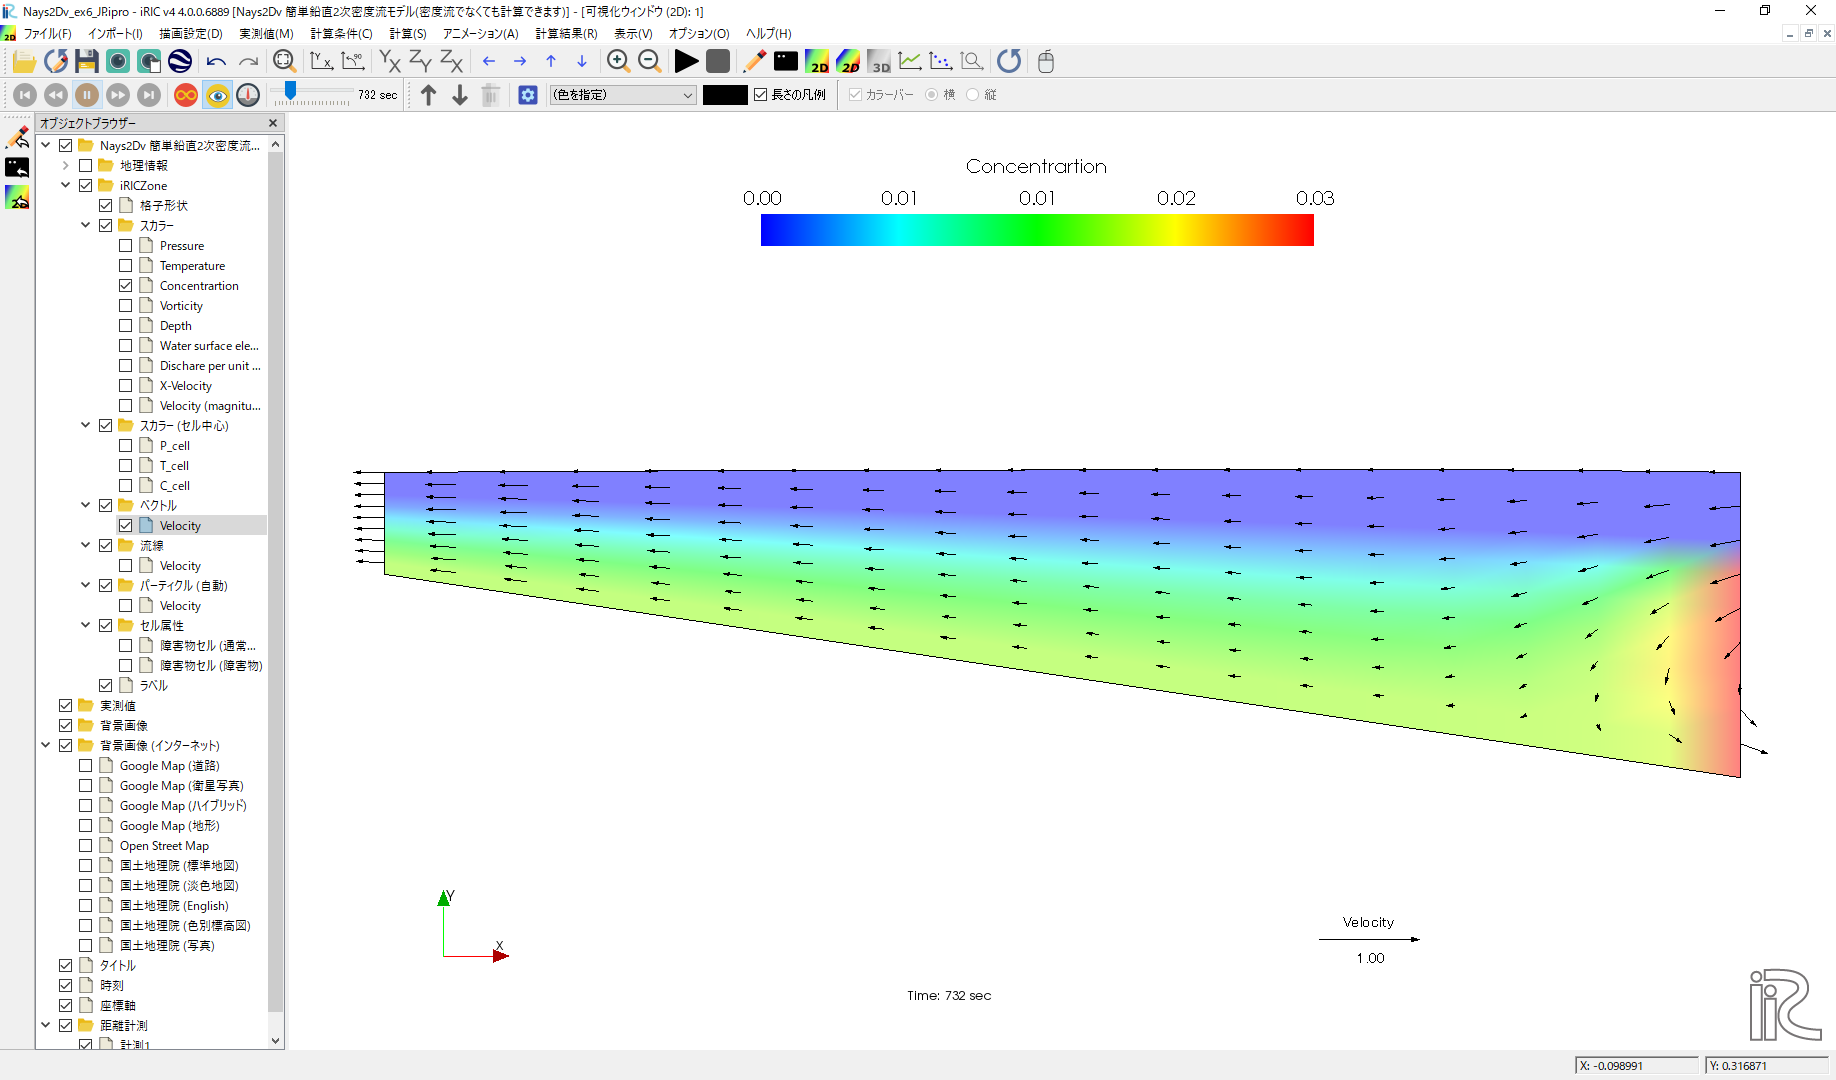 Nays2Dv_ex6_JP.ipro - iRIC v4 4.0.0.6889 [Nays2Dv 簡単鉛直2次密度流モデル(密度流でなくても計算できます)] - [可視化ウィンドウ (2D): 1]
ファイル(F) インポート(I) 描画設定(D) 実測値(M) 計算条件(C) 計算(S) アニメーション(A) 計算結果(R) 表示(V) オプション(O) ヘルプ(H)
732 sec (色を指定) 長さの凡例 カラーバー 横 縦
オブジェクトブラウザー
Nays2Dv 簡単鉛直2次密度流...
地理情報
iRICZone
格子形状
スカラー
Pressure
Temperature
Concentrartion
Vorticity
Depth
Water surface ele...
Dischare per unit ...
X-Velocity
Velocity (magnitu...
スカラー (セル中心)
P_cell
T_cell
C_cell
ベクトル
Velocity
流線
Velocity
パーティクル (自動)
Velocity
セル属性
障害物セル (通常...
障害物セル (障害物)
ラベル
実測値
背景画像
背景画像 (インターネット)
Google Map (道路)
Google Map (衛星写真)
Google Map (ハイブリッド)
Google Map (地形)
Open Street Map
国土地理院 (標準地図)
国土地理院 (淡色地図)
国土地理院 (English)
国土地理院 (色別標高図)
国土地理院 (写真)
タイトル
時刻
座標軸
距離計測
計測1
Concentrartion
0.00 0.01 0.01 0.02 0.03
Y
X
Velocity
1.00
Time: 732 sec
iRIC
X: -0.098991 Y: 0.316871